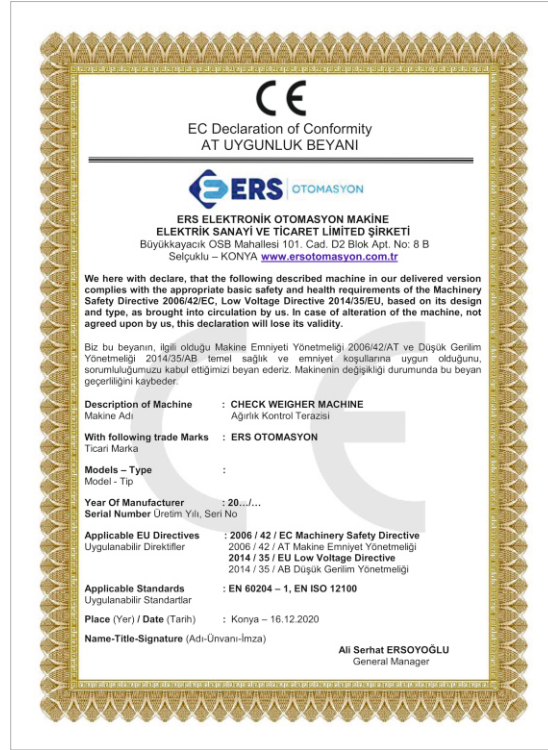 CE
EC Declaration of Conformity
AT UYGUNLUK BEYANI
ERS OTOMASYON
ERS ELEKTRONİK OTOMASYON MAKİNE
ELEKTRİK SANAYİ VE TİCARET LİMİTED ŞİRKETİ
Büyükkayacık OSB Mahallesi 101. Cad. D2 Blok Apt. No: 8 B
Selçuklu – KONYA www.ersotomasyon.com.tr
We here with declare, that the following described machine in our delivered version
complies with the appropriate basic safety and health requirements of the Machinery
Safety Directive 2006/42/EC, Low Voltage Directive 2014/35/EU, based on its design
and type, as brought into circulation by us. In case of alteration of the machine, not
agreed upon by us, this declaration will lose its validity.
Biz bu beyanın, ilgili olduğu Makine Emniyeti Yönetmeliği 2006/42/AT ve Düşük Gerilim
Yönetmeliği 2014/35/AB temel sağlık ve emniyet koşullarına uygun olduğunu,
sorumluluğumuzu kabul ettiğimizi beyan ederiz. Makinenin değişikliği durumunda bu beyan
geçerliliğini kaybeder.
Description of Machine : CHECK WEIGHER MACHINE
Makine Adı Ağırlık Kontrol Terazisi
With following trade Marks : ERS OTOMASYON
Ticari Marka
Models – Type :
Model - Tip
Year Of Manufacturer : 20…/…
Serial Number Üretim Yılı, Seri No
Applicable EU Directives : 2006 / 42 / EC Machinery Safety Directive
Uygulanabilir Direktifler 2006 / 42 / AT Makine Emniyet Yönetmeliği
2014 / 35 / EU Low Voltage Directive
2014 / 35 / AB Düşük Gerilim Yönetmeliği
Applicable Standards : EN 60204 – 1, EN ISO 12100
Uygulanabilir Standartlar
Place (Yer) / Date (Tarih) : Konya – 16.12.2020
Name-Title-Signature (Adı-Ünvanı-İmza)
Ali Serhat ERSOYOĞLU
General Manager